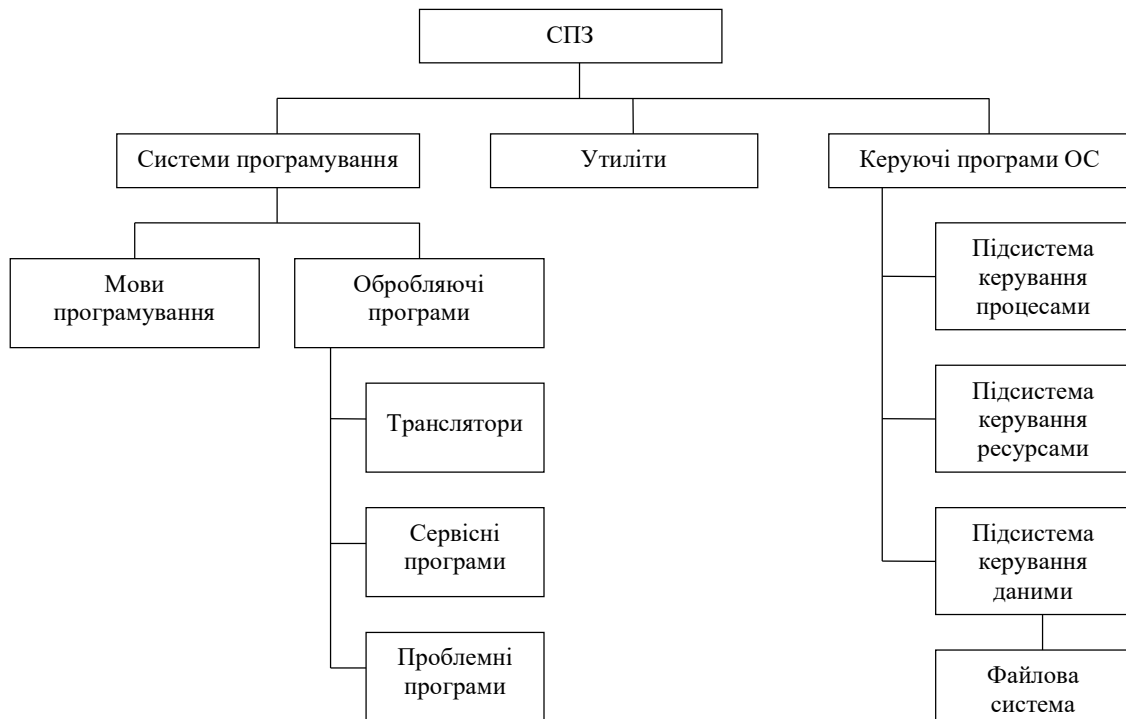 СПЗ
Системи програмування
Утиліти
Керуючі програми ОС
Мови
програмування
Обробляючі
програми
Транслятори
Сервісні
програми
Проблемні
програми
Підсистема
керування
процесами
Підсистема
керування
ресурсами
Підсистема
керування
даними
Файлова
система